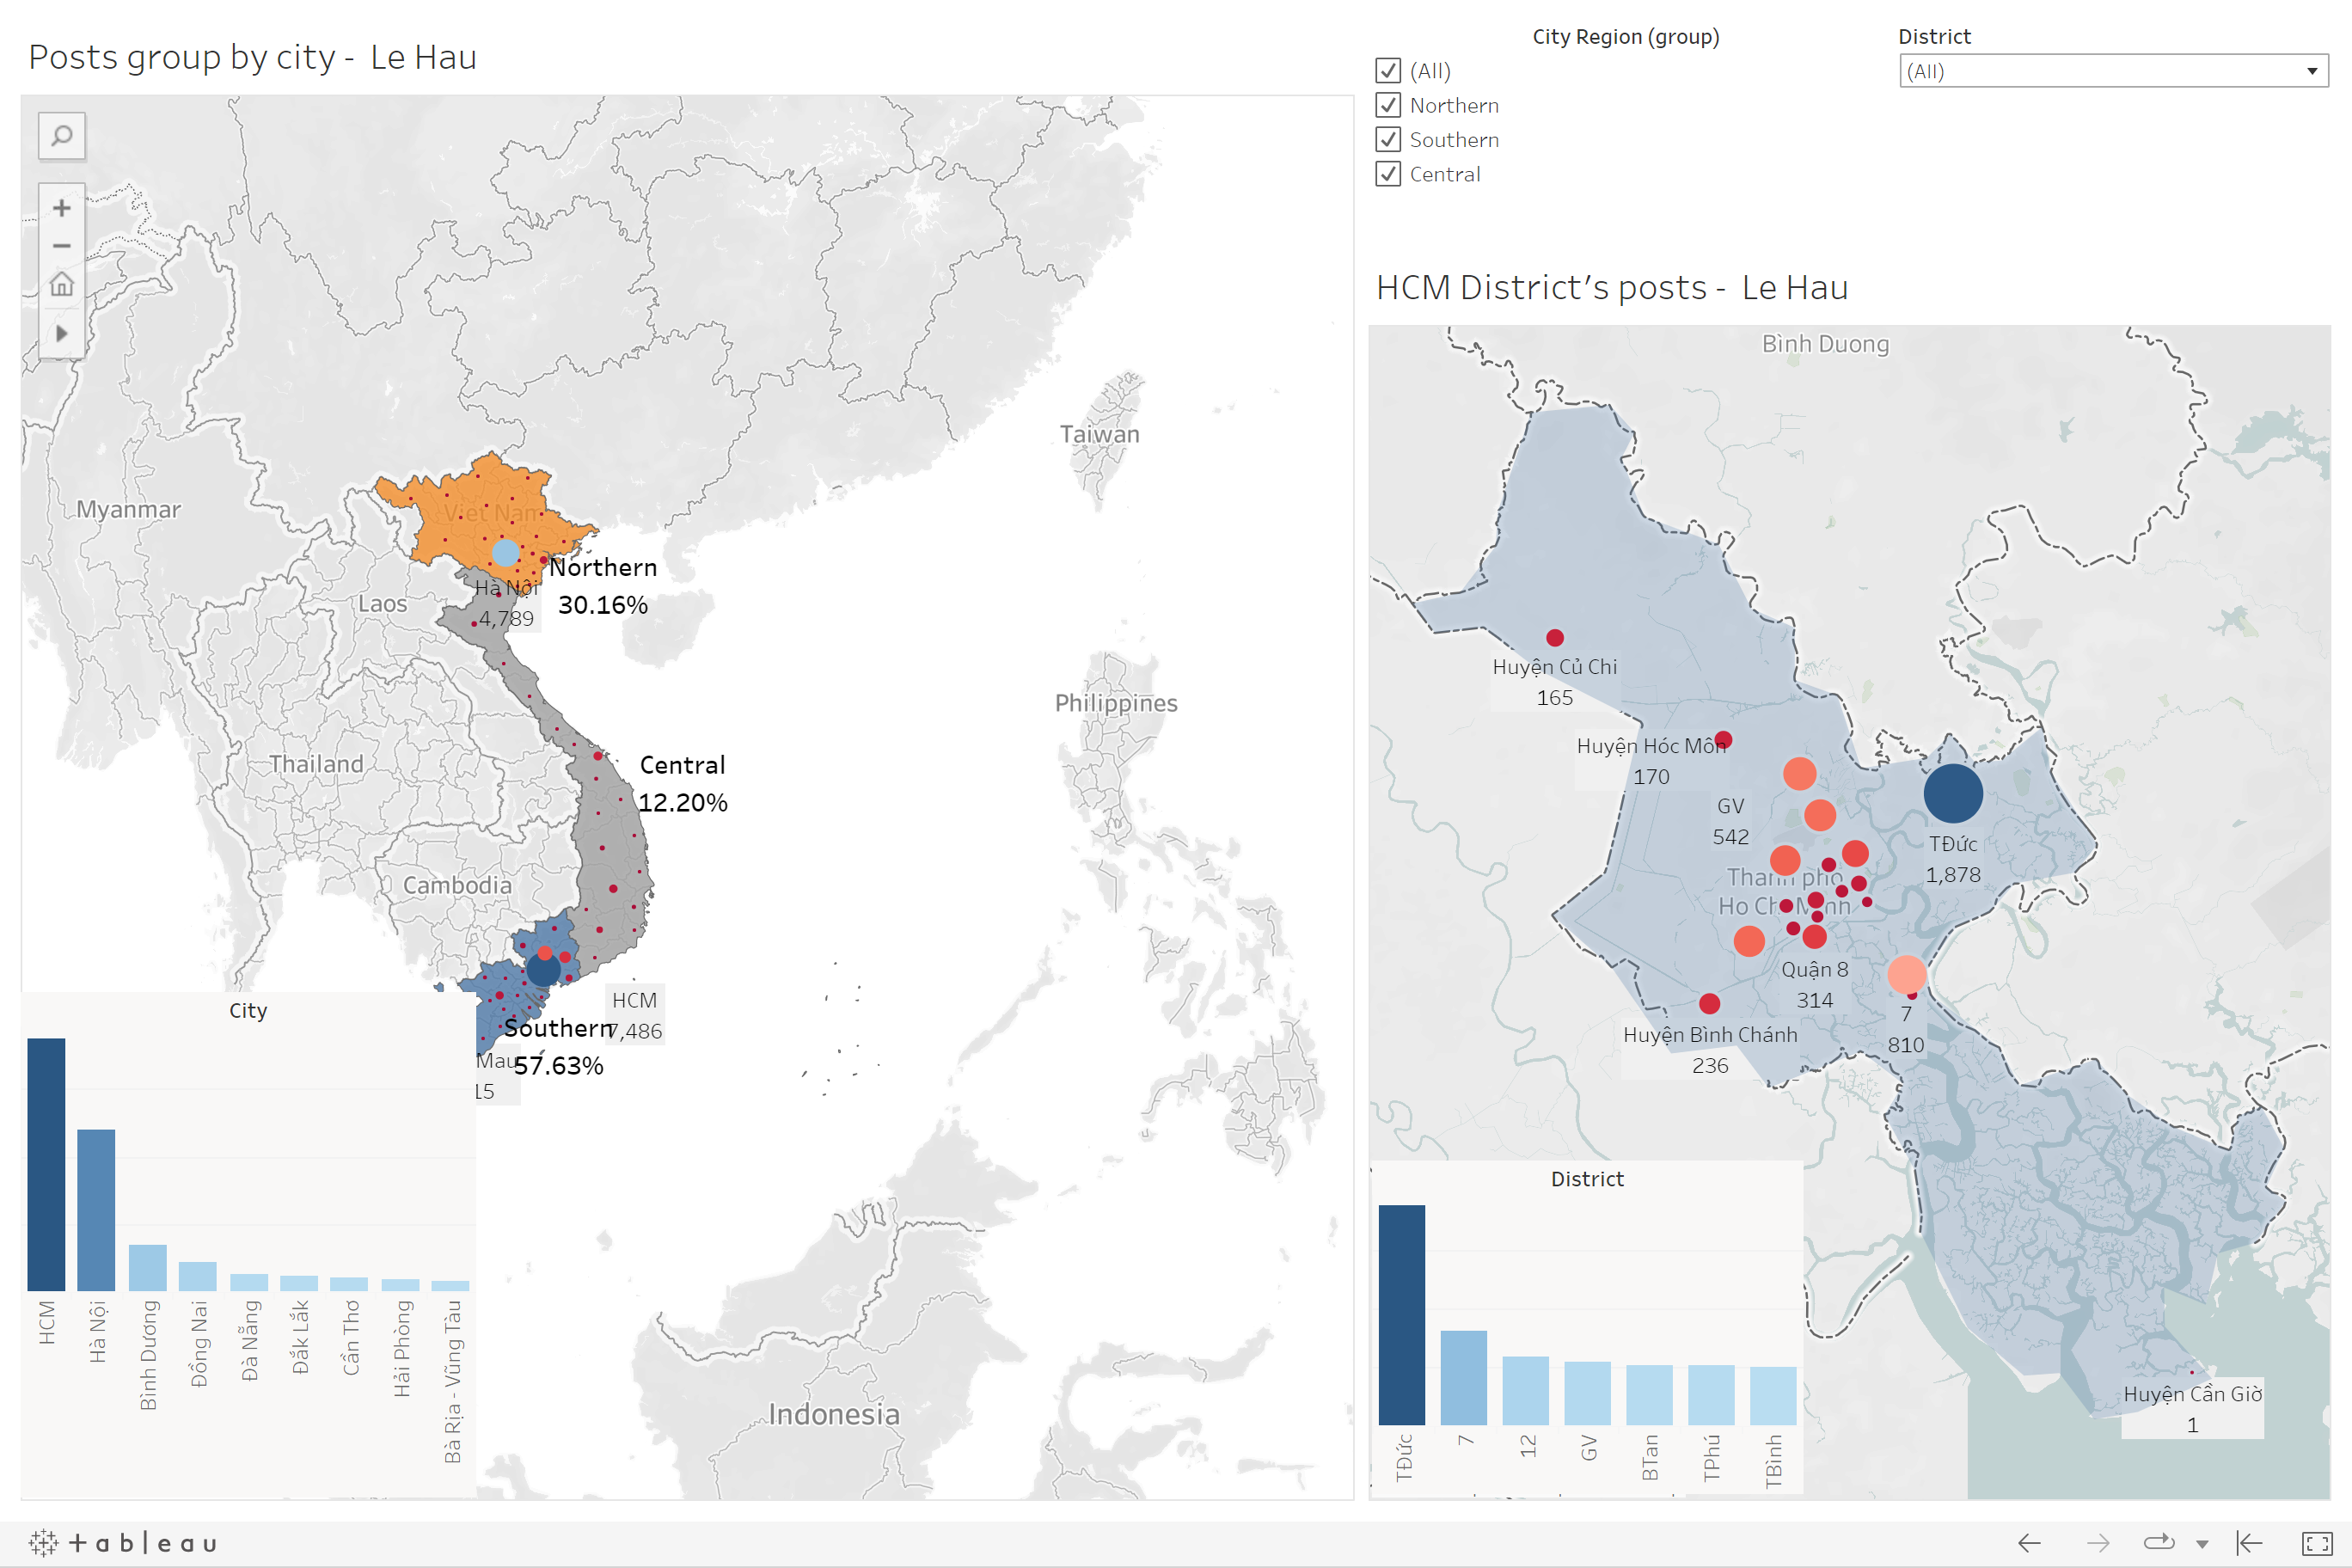 Posts group by city - Le Hau
City Region (group)
(All)
Northern
Southern
Central
District
(All)
Myanmar
Viet Nam
Laos
Thailand
Cambodia
Taiwan
Philippines
Indonesia
Hà Nội
4,789
Northern
30.16%
Central
12.20%
HCM
7,486
Southern
57.63%
Mau
15
City
HCM
Hà Nội
Bình Dương
Đồng Nai
Đà Nẵng
Đắk Lắk
Cần Thơ
Hải Phòng
Bà Rịa - Vũng Tàu
HCM District's posts - Le Hau
Bình Duong
Huyện Củ Chi
165
Huyện Hóc Môn
170
GV
542
TĐức
1,878
Thanh pho
Ho Chi Minh
Quận 8
314
7
810
Huyện Bình Chánh
236
Huyện Cần Giờ
1
District
TĐức
7
12
GV
BTan
TPhú
TBình
+ableau